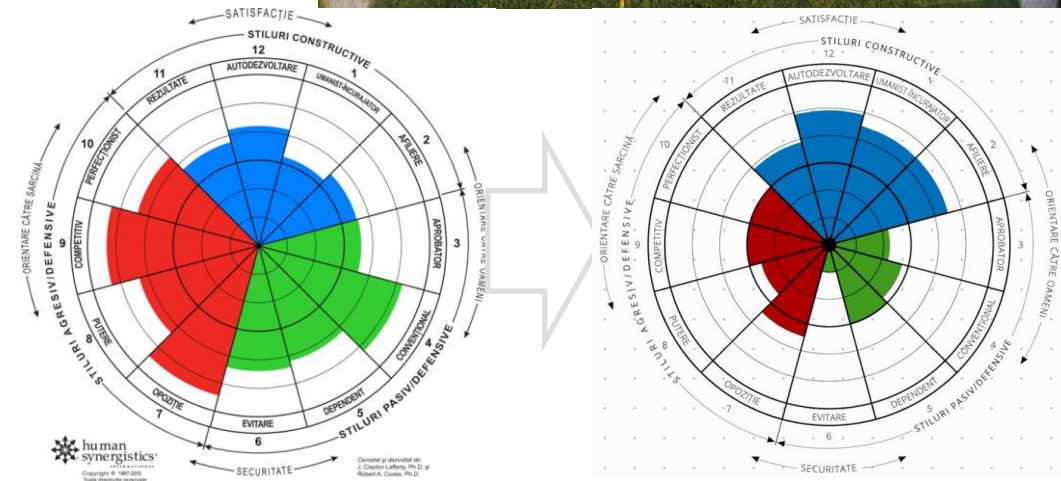 SATISFACȚIE
STILURI CONSTRUCTIVE
12
AUTODEZVOLTARE
1
UMANIST-ÎNCURAJATOR
2
AFILIERE
3
APROBATOR
4
CONVENȚIONAL
5
DEPENDENT
6
EVITARE
7
OPOZIȚIE
8
PUTERE
9
COMPETITIV
10
PERFECȚIONIST
11
REZULTATE
ORIENTARE CĂTRE SARCINĂ
ORIENTARE CĂTRE OAMENI
STILURI AGRESIV/DEFENSIVE
STILURI PASIV/DEFENSIVE
SECURITATE
human
synergistics
INTERNATIONAL
Copyright © 1987-2012
Toate drepturile rezervate
Cercetat și dezvoltat de:
J. Clayton Lafferty, Ph.D. și
Robert A. Cooke, Ph.D.
SATISFACȚIE
STILURI CONSTRUCTIVE
12
AUTODEZVOLTARE
1
UMANIST-ÎNCURAJATOR
2
AFILIERE
3
APROBATOR
4
CONVENȚIONAL
5
DEPENDENT
6
EVITARE
7
OPOZIȚIE
8
PUTERE
9
COMPETITIV
10
PERFECȚIONIST
11
REZULTATE
ORIENTARE CĂTRE SARCINĂ
ORIENTARE CĂTRE OAMENI
STILURI AGRESIV/DEFENSIVE
STILURI PASIV/DEFENSIVE
SECURITATE